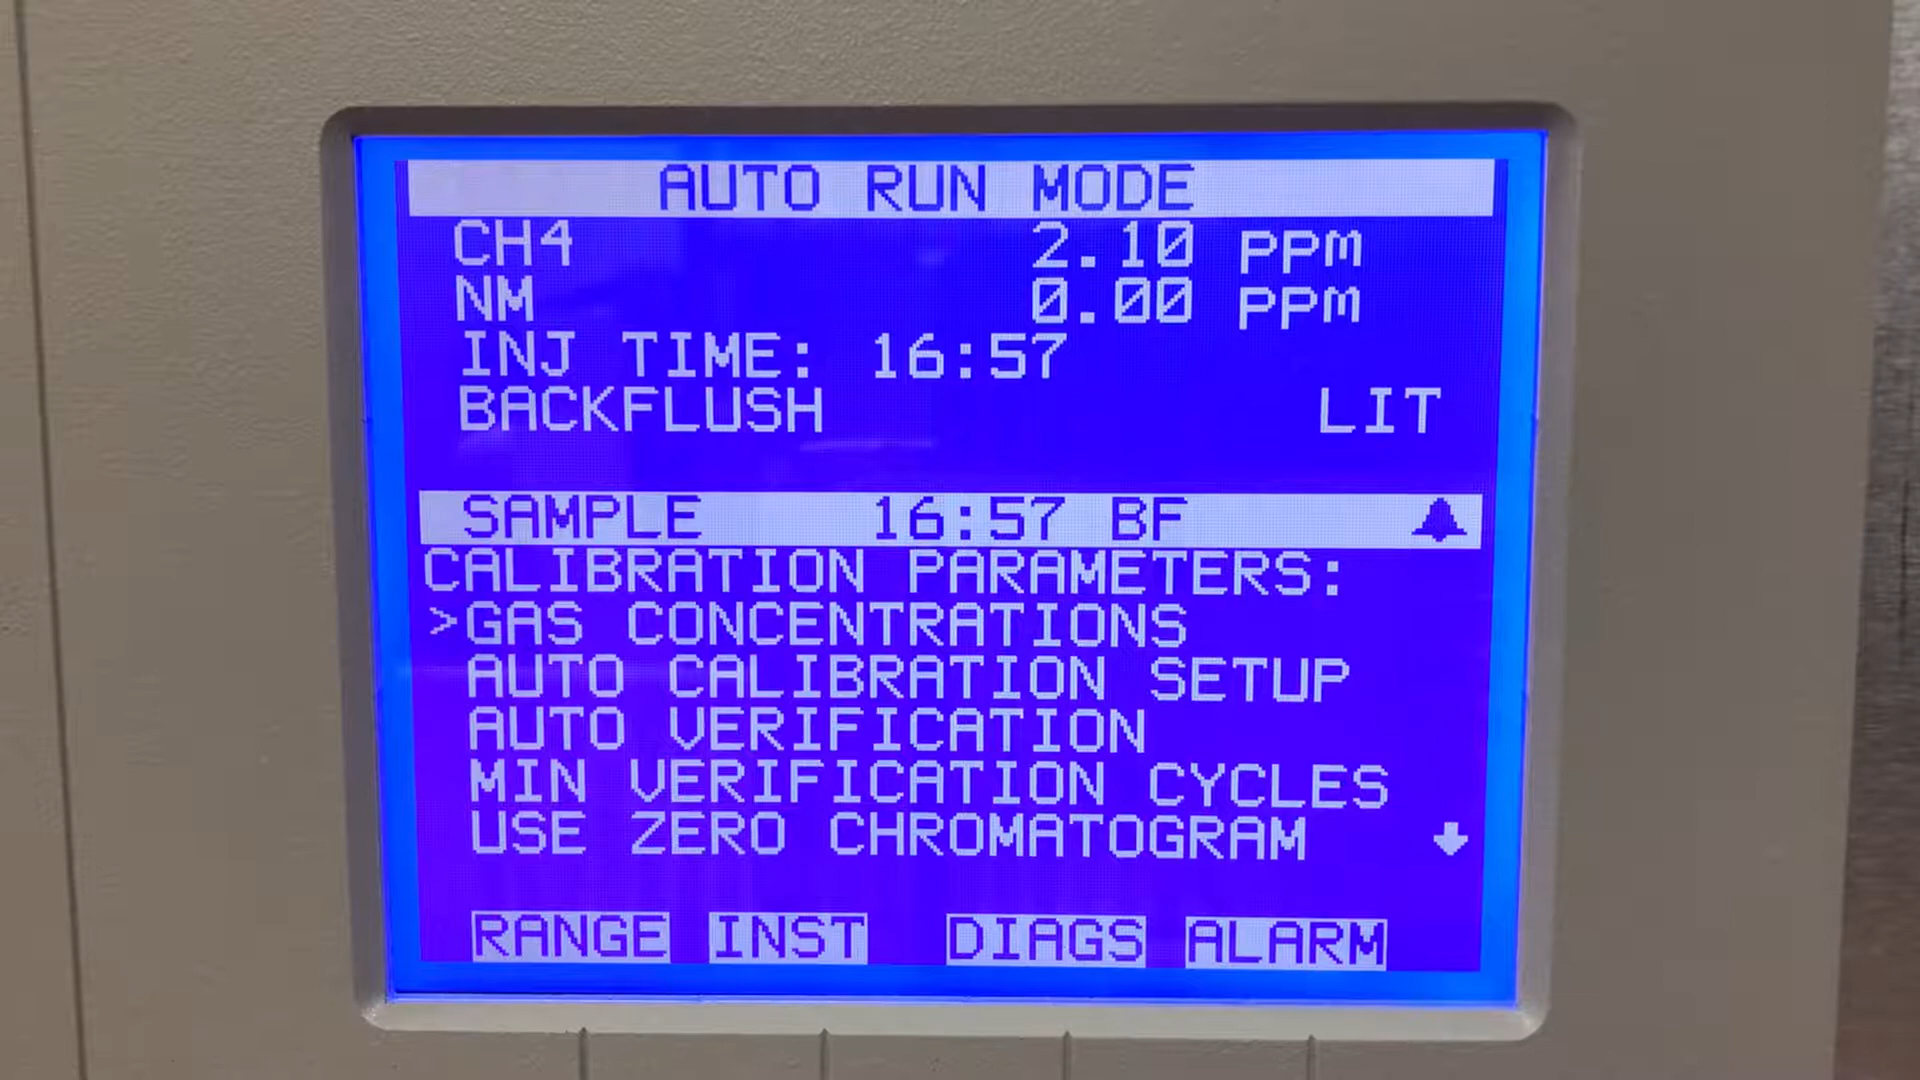 AUTO RUN MODE
CH4 2.10 ppm
NM 0.00 ppm
INJ TIME: 16:57
BACKFLUSH LIT
SAMPLE 16:57 BF
CALIBRATION PARAMETERS:
>GAS CONCENTRATIONS
AUTO CALIBRATION SETUP
AUTO VERIFICATION
MIN VERIFICATION CYCLES
USE ZERO CHROMATOGRAM
RANGE INST DIAGS ALARM